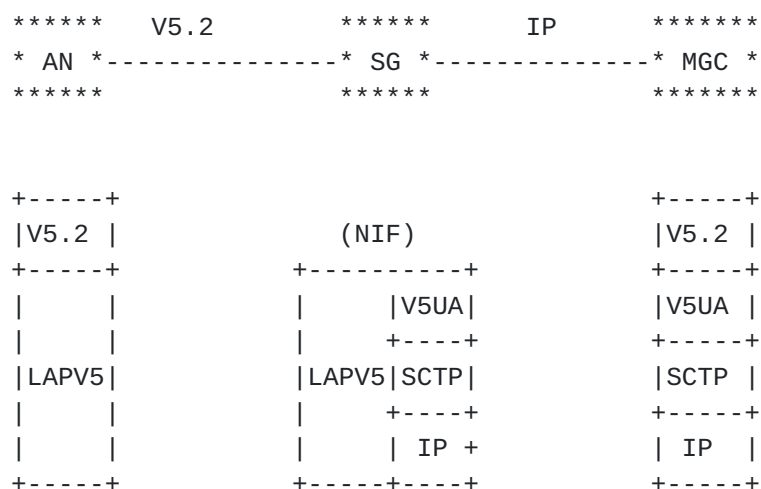 ******   V5.2        ******      IP      *******
* AN *---------------* SG *--------------* MGC *
******               ******              *******
+-----+                                  +-----+
|V5.2 |              (NIF)               |V5.2 |
+-----+           +----------+           +-----+
|     |           |     |V5UA|           |V5UA |
|     |           |     +----+           +-----+
|LAPV5|           |LAPV5|SCTP|           |SCTP |
|     |           |     +----+           +-----+
|     |           |     | IP +           | IP  |
+-----+           +-----+----+           +-----+